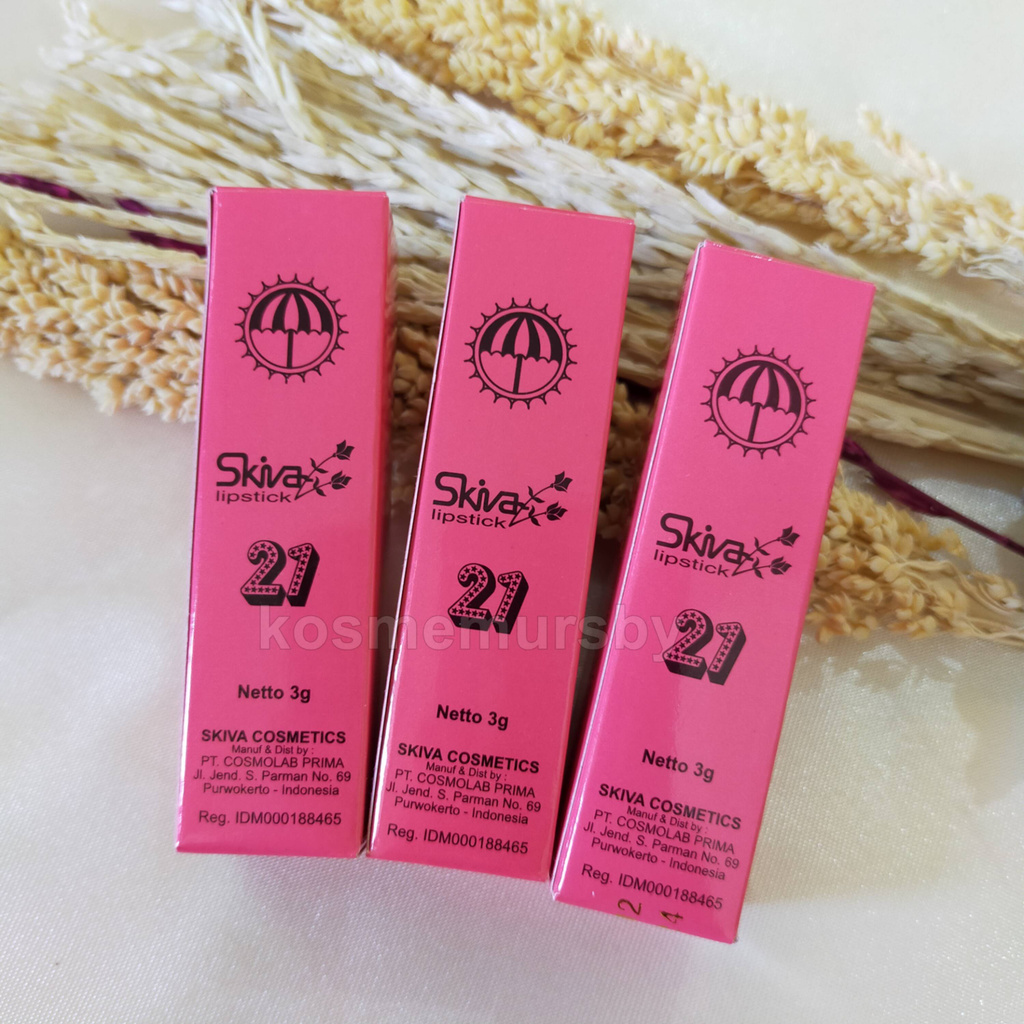 Skiva
lipstick
21
Netto 3g
SKIVA COSMETICS
Manuf & Dist by :
PT. COSMOLAB PRIMA
Jl. Jend. S. Parman No. 69
Purwokerto - Indonesia
Reg. IDM000188465
Skiva
lipstick
21
Netto 3g
SKIVA COSMETICS
Manuf & Dist by :
PT. COSMOLAB PRIMA
Jl. Jend. S. Parman No. 69
Purwokerto - Indonesia
Reg. IDM000188465
Skiva
lipstick
21
Netto 3g
SKIVA COSMETICS
Manuf & Dist by :
PT. COSMOLAB PRIMA
Jl. Jend. S. Parman No. 69
Purwokerto - Indonesia
Reg. IDM000188465
2 4